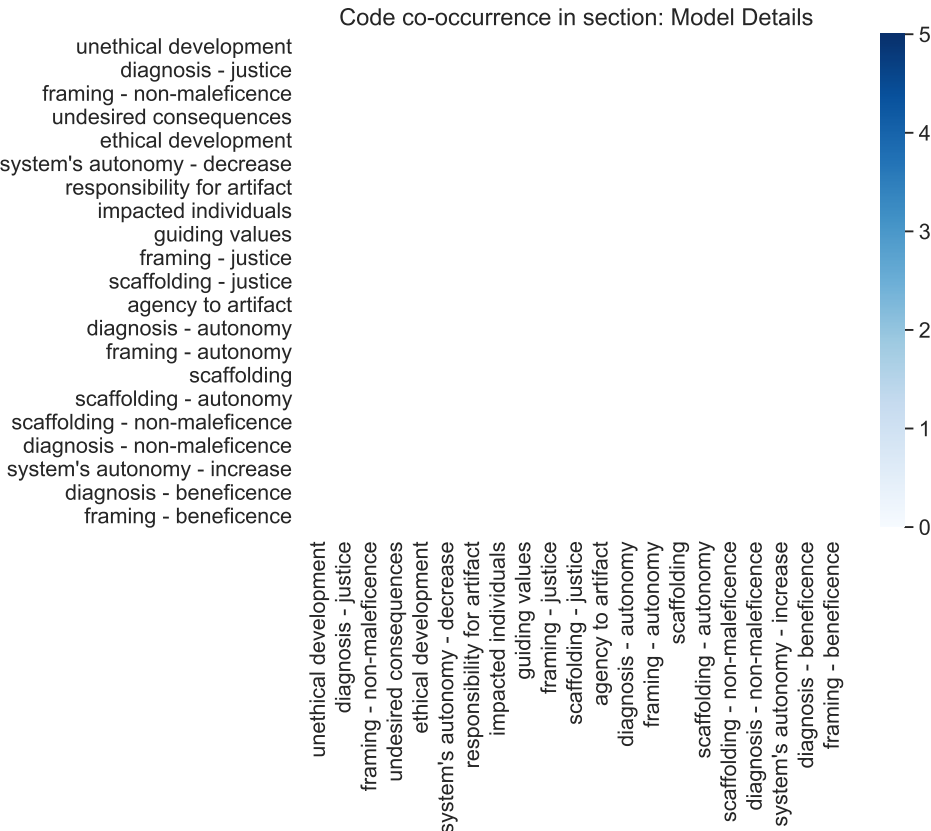 Code co-occurrence in section: Model Details
unethical development
diagnosis - justice
framing - non-maleficence
undesired consequences
ethical development
system's autonomy - decrease
responsibility for artifact
impacted individuals
guiding values
framing - justice
scaffolding - justice
agency to artifact
diagnosis - autonomy
framing - autonomy
scaffolding
scaffolding - autonomy
scaffolding - non-maleficence
diagnosis - non-maleficence
system's autonomy - increase
diagnosis - beneficence
framing - beneficence
5
4
3
2
1
0
unethical development
diagnosis - justice
framing - non-maleficence
undesired consequences
ethical development
system's autonomy - decrease
responsibility for artifact
impacted individuals
guiding values
framing - justice
scaffolding - justice
agency to artifact
diagnosis - autonomy
framing - autonomy
scaffolding
scaffolding - autonomy
scaffolding - non-maleficence
diagnosis - non-maleficence
system's autonomy - increase
diagnosis - beneficence
framing - beneficence